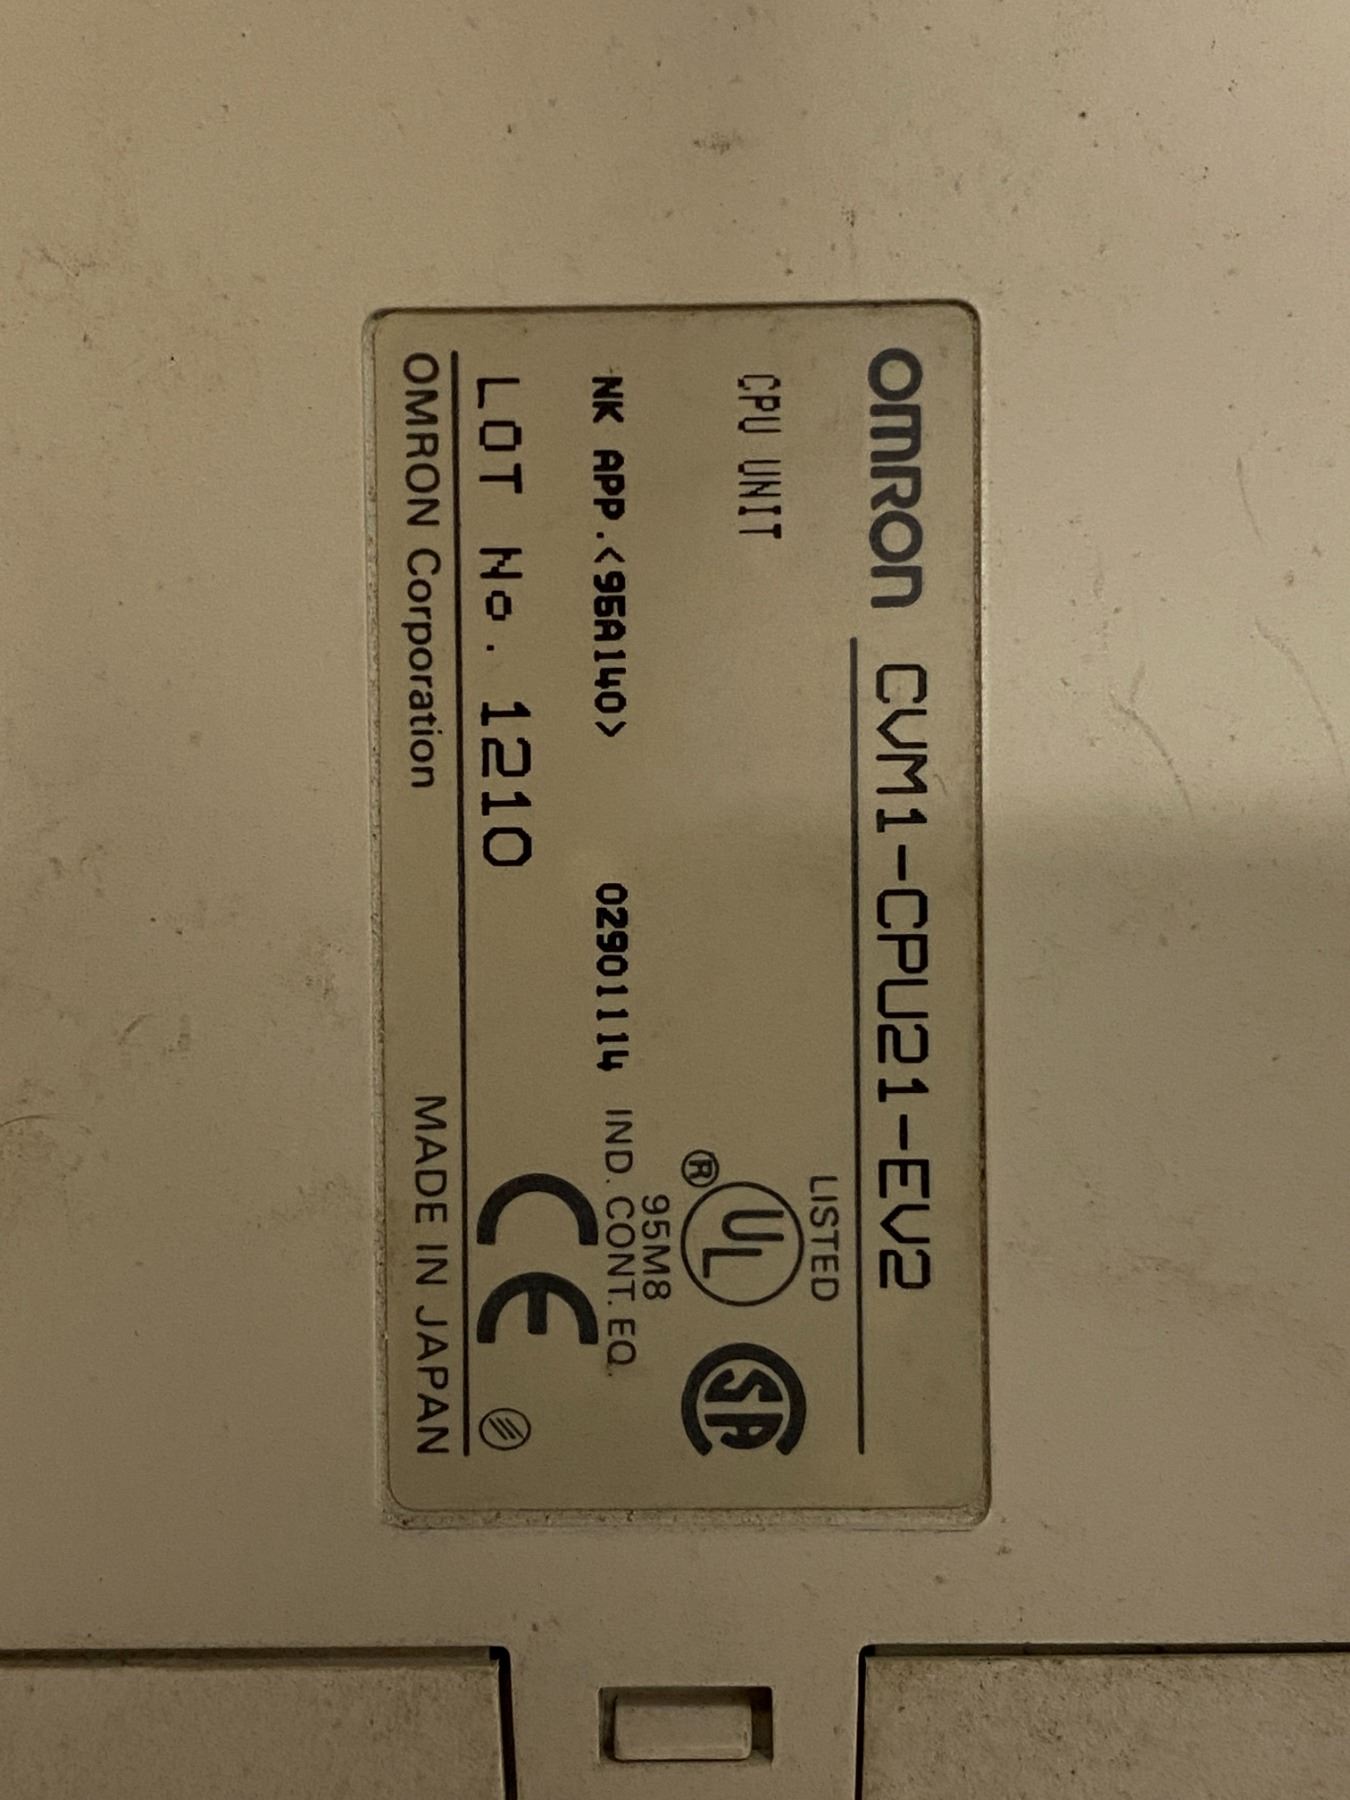 OMRON CVM1-CPU21-EV2
CPU UNIT
LISTED
UL SA
®
95M8
NK APP.<95A140> 02901114 IND. CONT. EQ.
LOT No. 1210 CE
OMRON Corporation MADE IN JAPAN